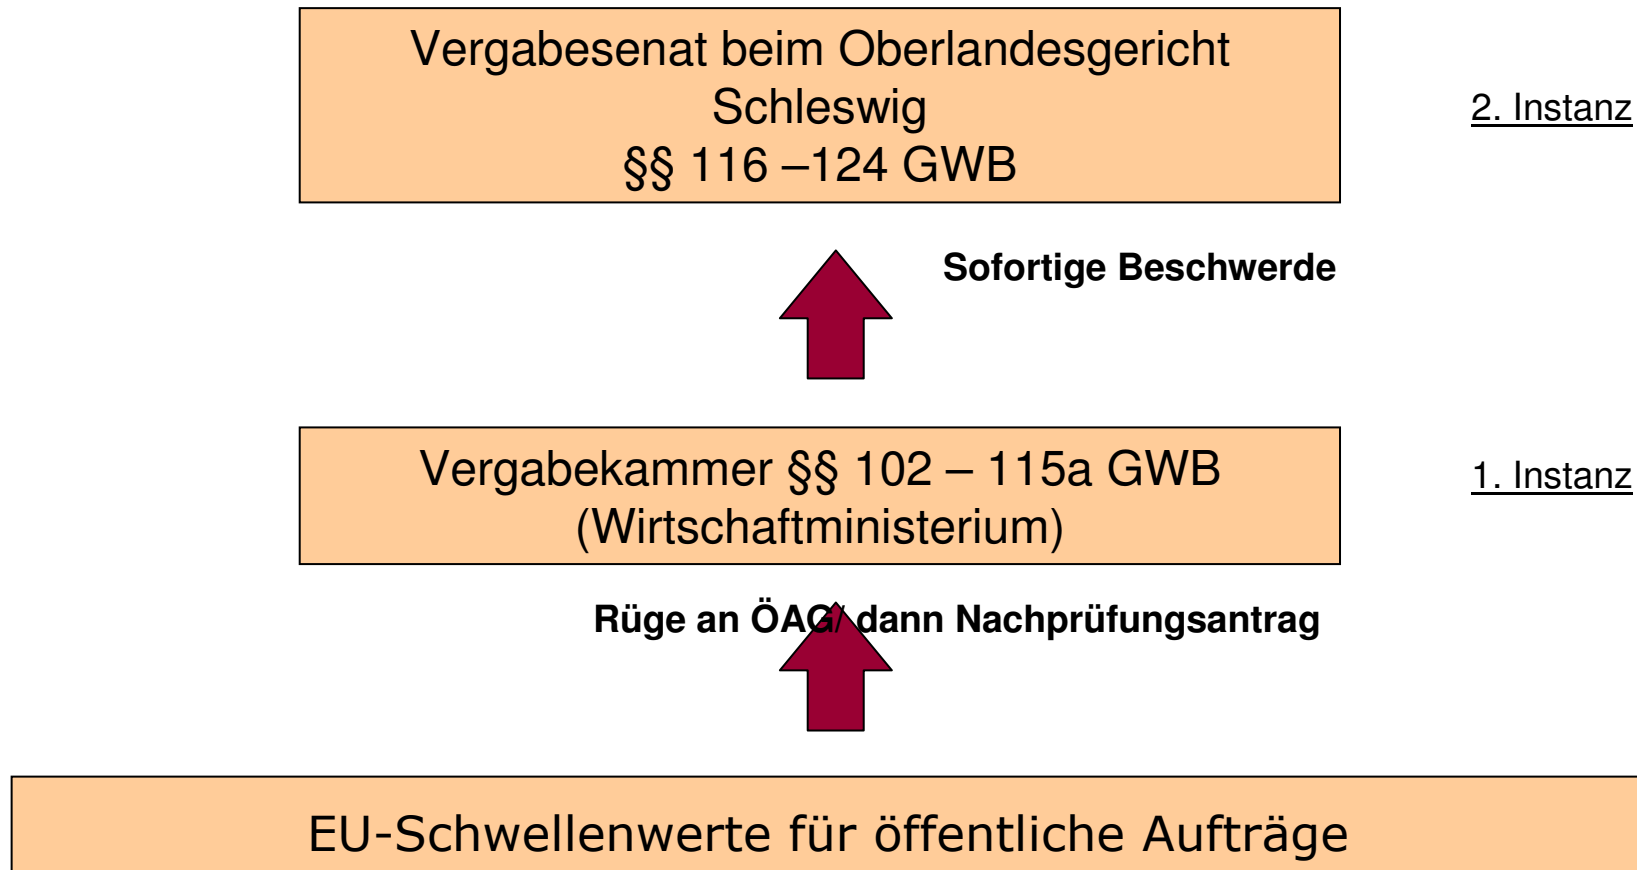 Vergabesenat beim Oberlandesgericht
Schleswig
§§ 116 –124 GWB
2. Instanz
Sofortige Beschwerde
Vergabekammer §§ 102 – 115a GWB
(Wirtschaftministerium)
1. Instanz
Rüge an ÖAG/ dann Nachprüfungsantrag
EU-Schwellenwerte für öffentliche Aufträge